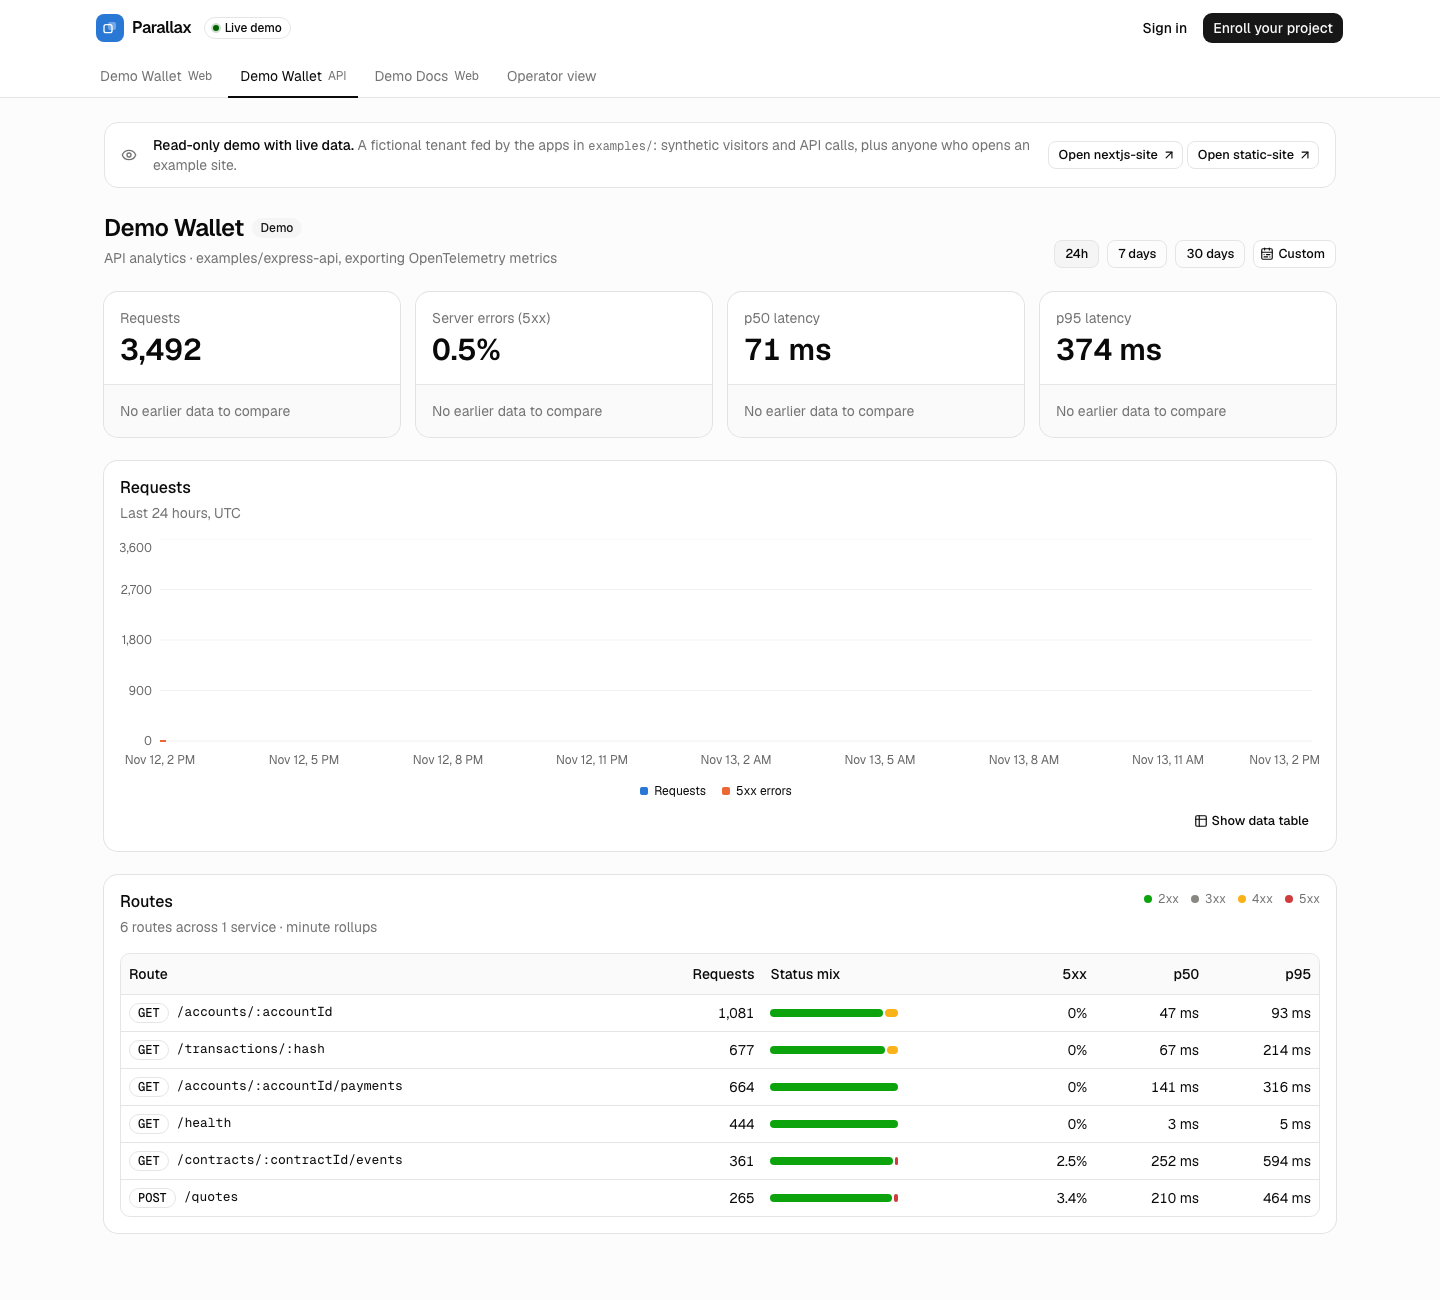 Parallax
Live demo
Sign in
Enroll your project
Demo Wallet Web
Demo Wallet API
Demo Docs Web
Operator view
Read-only demo with live data. A fictional tenant fed by the apps in examples/: synthetic visitors and API calls, plus anyone who opens an
example site.
Open nextjs-site
Open static-site
Demo Wallet Demo
API analytics · examples/express-api, exporting OpenTelemetry metrics
24h
7 days
30 days
Custom
Requests
3,492
No earlier data to compare
Server errors (5xx)
0.5%
No earlier data to compare
p50 latency
71 ms
No earlier data to compare
p95 latency
374 ms
No earlier data to compare
Requests
Last 24 hours, UTC
3,600
2,700
1,800
900
0
Nov 12, 2 PM Nov 12, 5 PM Nov 12, 8 PM Nov 12, 11 PM Nov 13, 2 AM Nov 13, 5 AM Nov 13, 8 AM Nov 13, 11 AM Nov 13, 2 PM
Requests 5xx errors
Show data table
Routes
2xx 3xx 4xx 5xx
6 routes across 1 service · minute rollups
Route Requests Status mix 5xx p50 p95
GET /accounts/:accountId 1,081 0% 47 ms 93 ms
GET /transactions/:hash 677 0% 67 ms 214 ms
GET /accounts/:accountId/payments 664 0% 141 ms 316 ms
GET /health 444 0% 3 ms 5 ms
GET /contracts/:contractId/events 361 2.5% 252 ms 594 ms
POST /quotes 265 3.4% 210 ms 464 ms